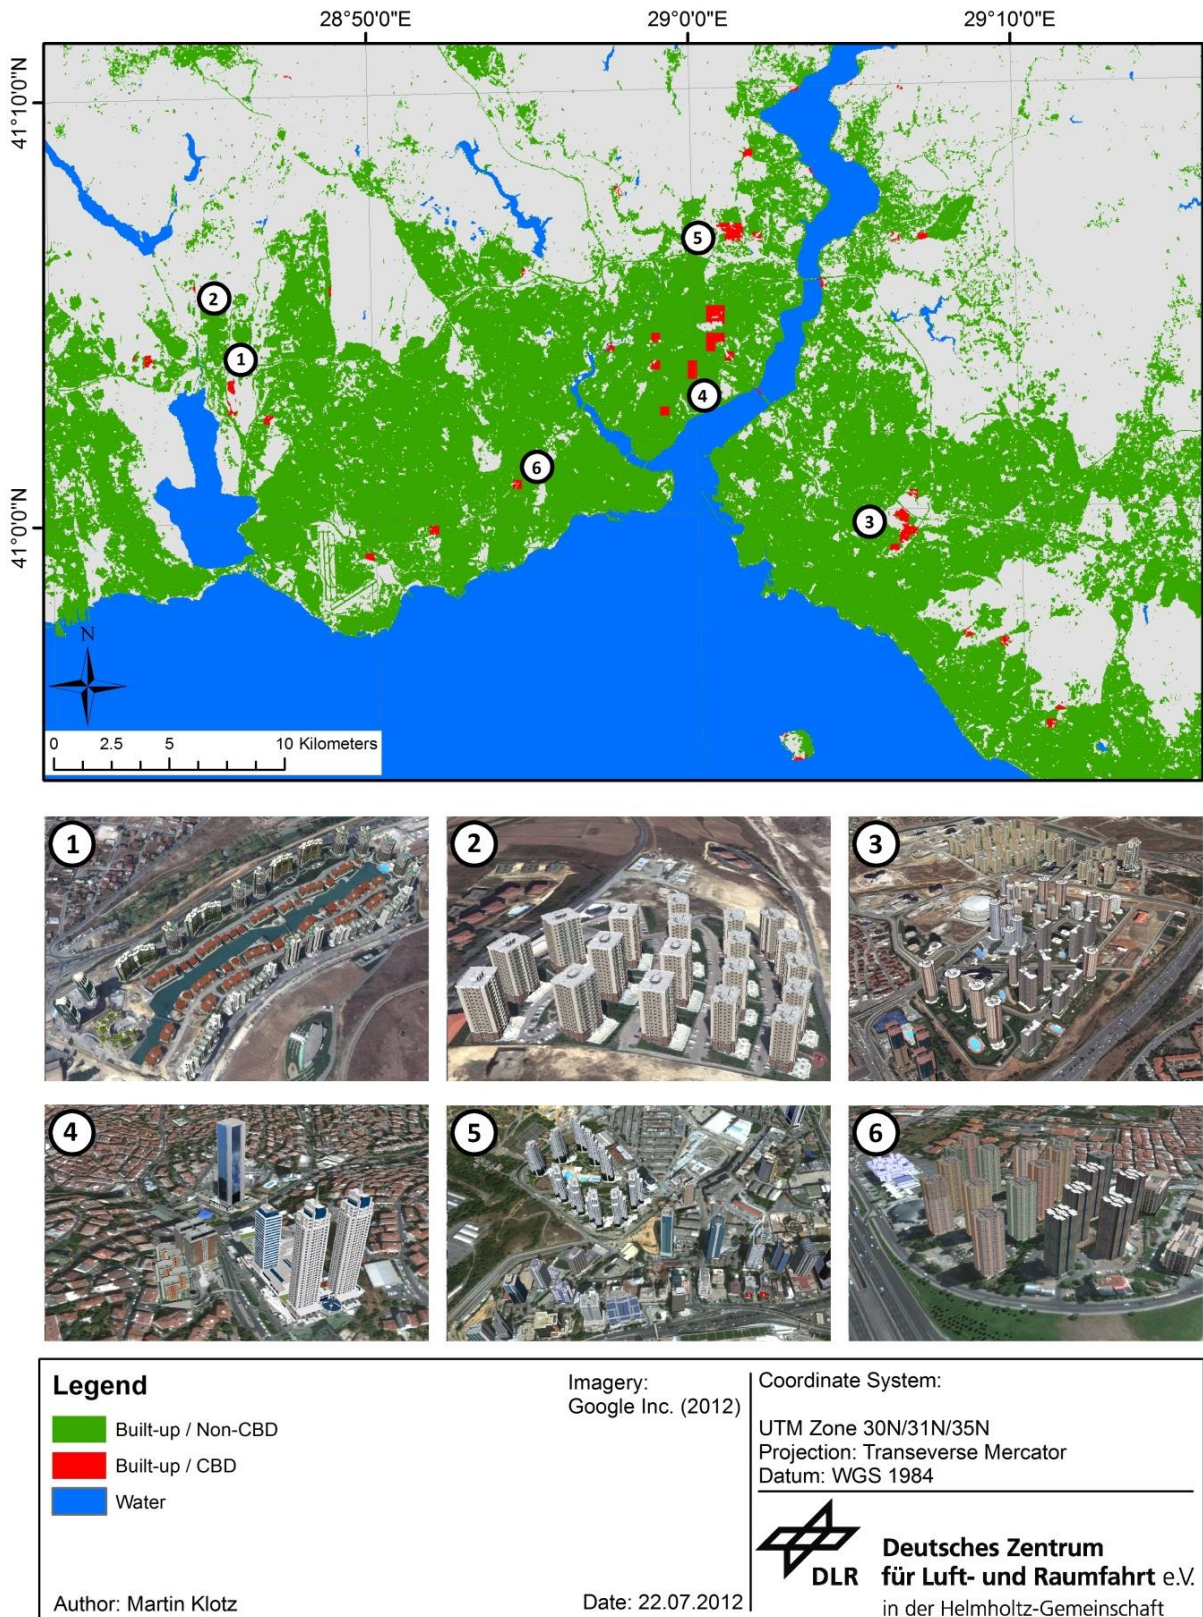 28°50'0"E
29°0'0"E
29°10'0"E
41°10'0"N
41°0'0"N
2
1
5
4
6
3
N
0 2.5 5 10 Kilometers
1
2
3
4
5
6
Legend
Built-up / Non-CBD
Built-up / CBD
Water
Author: Martin Klotz
Imagery:
Google Inc. (2012)
Date: 22.07.2012
Coordinate System:
UTM Zone 30N/31N/35N
Projection: Transeverse Mercator
Datum: WGS 1984
DLR
Deutsches Zentrum
für Luft- und Raumfahrt e.V.
in der Helmholtz-Gemeinschaft